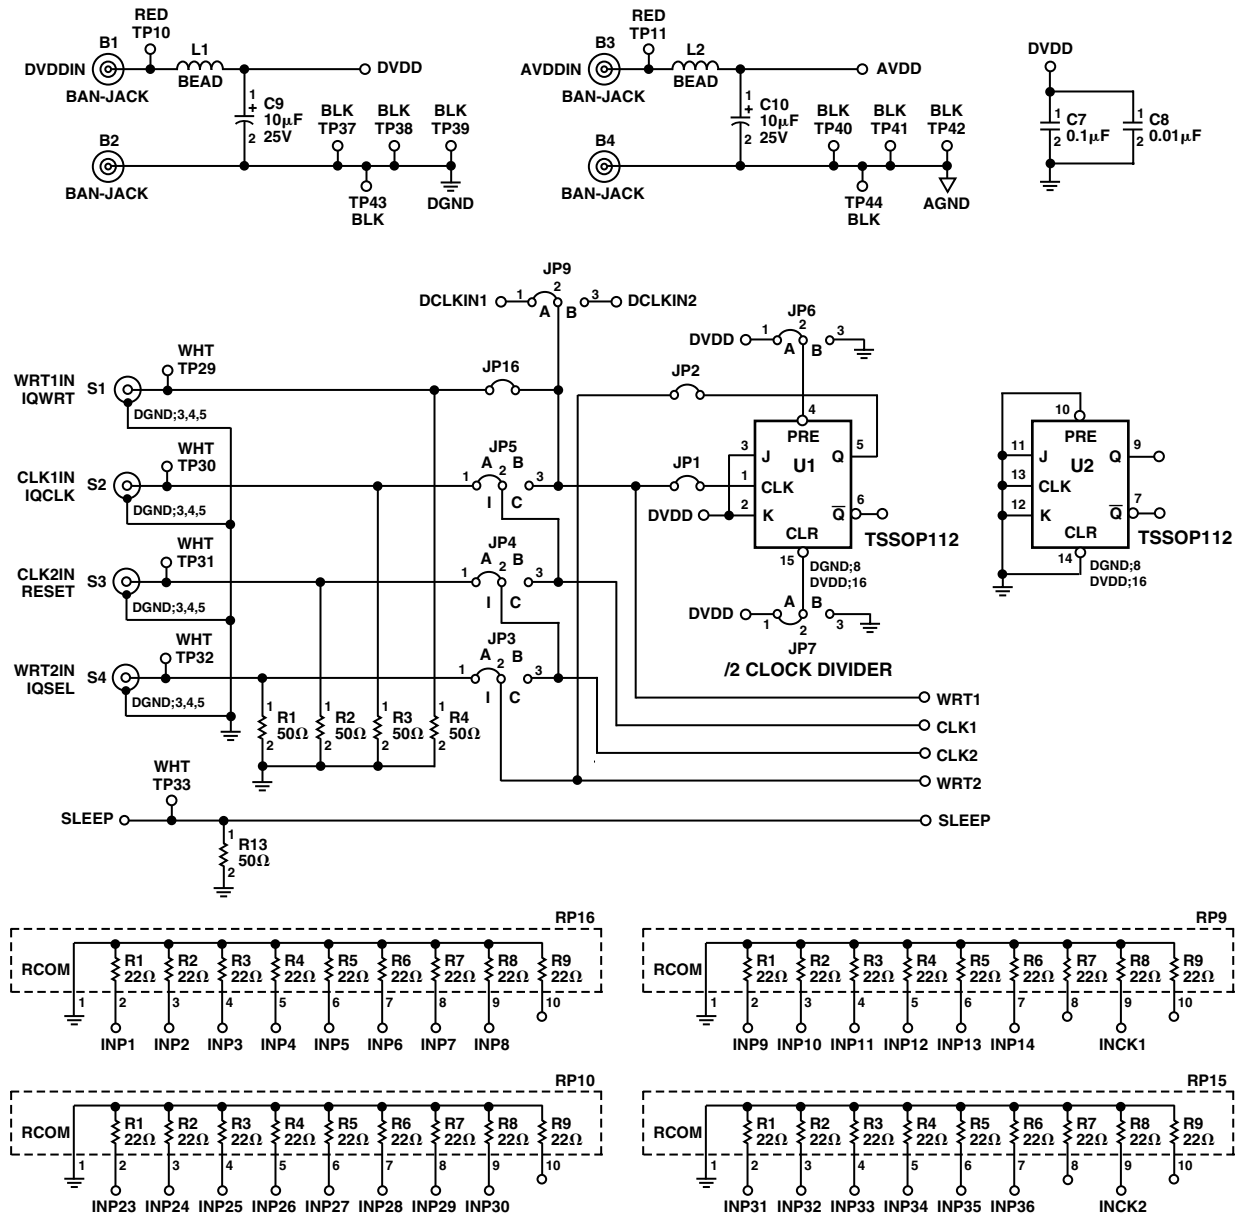 RED
TP10
B1
L1
DVDDIN
BEAD
DVDD
BAN-JACK
1
+
C9
10µF
25V
2
BLK
TP37
BLK
TP38
BLK
TP39
B2
BAN-JACK
TP43
BLK
DGND
RED
TP11
B3
L2
AVDDIN
BEAD
AVDD
BAN-JACK
1
+
C10
10µF
25V
2
BLK
TP40
BLK
TP41
BLK
TP42
B4
BAN-JACK
TP44
BLK
AGND
DVDD
1
C7
2
0.1µF
1
C8
2
0.01µF
JP9
DCLKIN1
1
2
A
B
3
DCLKIN2
WHT
TP29
WRT1IN
IQWRT
S1
DGND;3,4,5
JP16
WHT
TP30
CLK1IN
IQCLK
S2
DGND;3,4,5
JP5
1
A
2
B
3
I
C
WHT
TP31
CLK2IN
RESET
S3
DGND;3,4,5
JP4
1
A
2
B
3
I
C
WHT
TP32
WRT2IN
IQSEL
S4
DGND;3,4,5
JP3
1
A
2
B
3
I
C
1
R1
50Ω
2
1
R2
50Ω
2
1
R3
50Ω
2
1
R4
50Ω
2
JP6
DVDD
1
2
A
B
3
JP2
JP1
DVDD
4
PRE
3
J
U1
Q
5
1
CLK
2
K
Q
6
CLR
15
TSSOP112
DGND;8
DVDD;16
DVDD
1
A
B
2
3
JP7
/2 CLOCK DIVIDER
10
PRE
11
J
U2
Q
9
13
CLK
12
K
Q
7
CLR
14
TSSOP112
DGND;8
DVDD;16
WRT1
CLK1
CLK2
WRT2
WHT
TP33
SLEEP
SLEEP
1
R13
50Ω
2
RP16
RCOM
R1 R2 R3 R4 R5 R6 R7 R8 R9
22Ω 22Ω 22Ω 22Ω 22Ω 22Ω 22Ω 22Ω 22Ω
1 2 3 4 5 6 7 8 9 10
INP1 INP2 INP3 INP4 INP5 INP6 INP7 INP8
RP9
RCOM
R1 R2 R3 R4 R5 R6 R7 R8 R9
22Ω 22Ω 22Ω 22Ω 22Ω 22Ω 22Ω 22Ω 22Ω
1 2 3 4 5 6 7 8 9 10
INP9 INP10 INP11 INP12 INP13 INP14 INCK1
RP10
RCOM
R1 R2 R3 R4 R5 R6 R7 R8 R9
22Ω 22Ω 22Ω 22Ω 22Ω 22Ω 22Ω 22Ω 22Ω
1 2 3 4 5 6 7 8 9 10
INP23 INP24 INP25 INP26 INP27 INP28 INP29 INP30
RP15
RCOM
R1 R2 R3 R4 R5 R6 R7 R8 R9
22Ω 22Ω 22Ω 22Ω 22Ω 22Ω 22Ω 22Ω 22Ω
1 2 3 4 5 6 7 8 9 10
INP31 INP32 INP33 INP34 INP35 INP36 INCK2